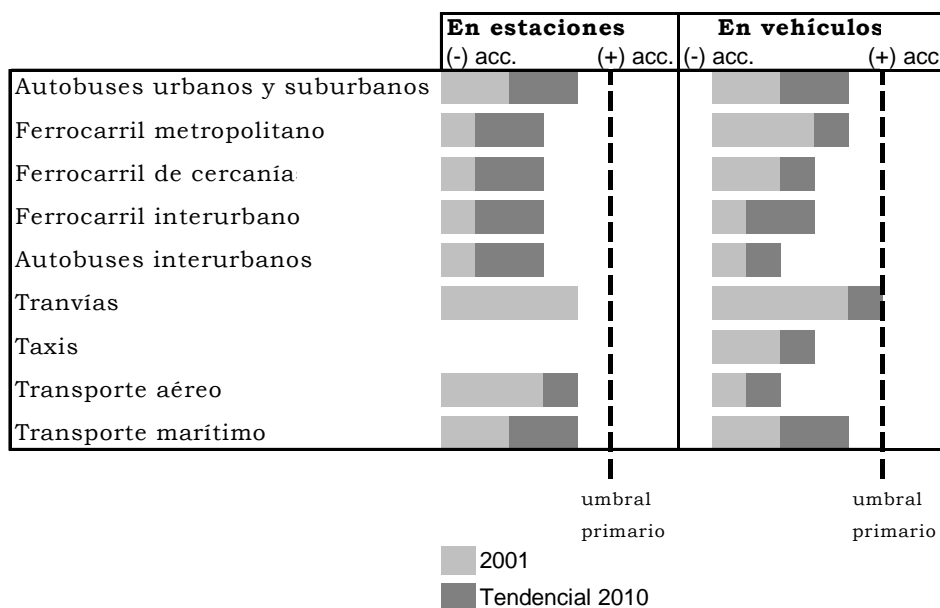 En estaciones En vehículos
(-) acc. (+) acc. (-) acc. (+) acc
Autobuses urbanos y suburbanos
Ferrocarril metropolitano
Ferrocarril de cercanía
Ferrocarril interurbano
Autobuses interurbanos
Tranvías
Taxis
Transporte aéreo
Transporte marítimo
umbral umbral
primario primario
2001
Tendencial 2010